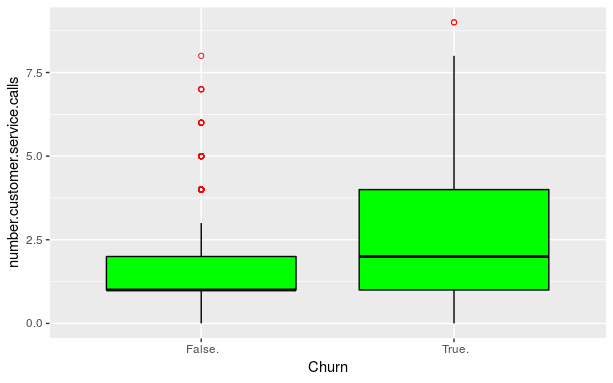 number.customer.service.calls
7.5
5.0
2.5
0.0
False.
True.
Churn